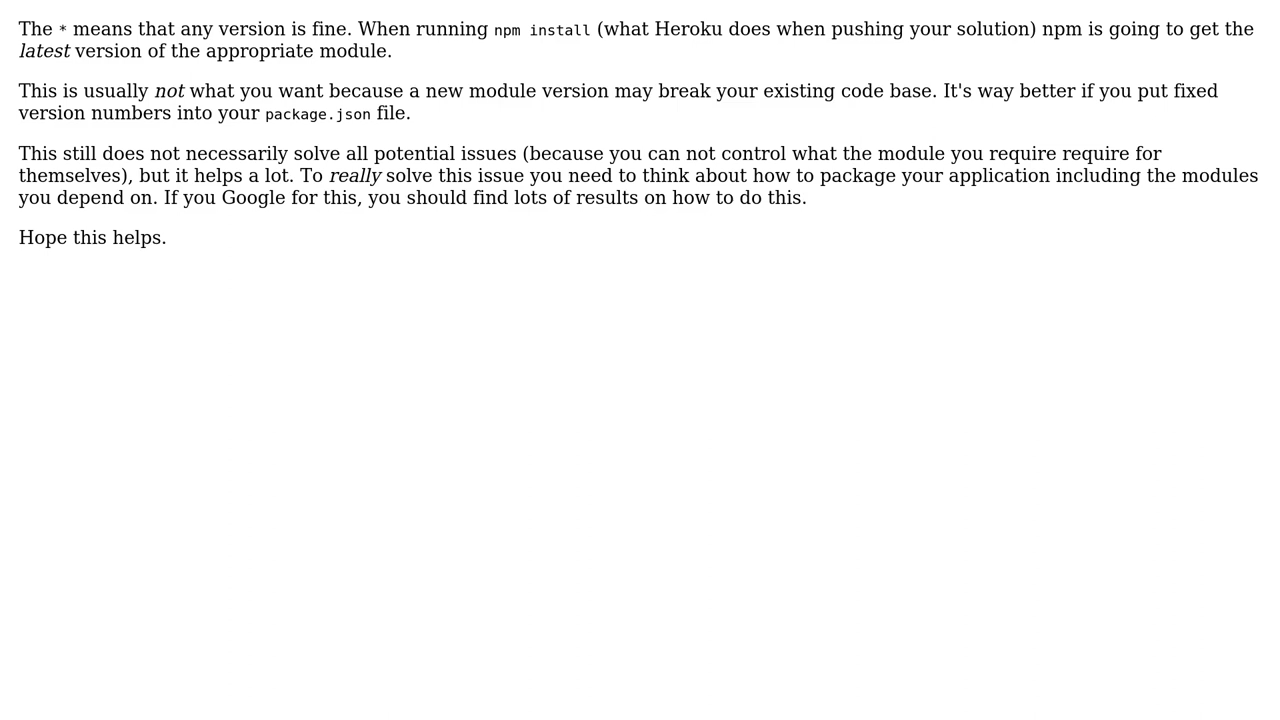 The * means that any version is fine. When running npm install (what Heroku does when pushing your solution) npm is going to get the
latest version of the appropriate module.
This is usually not what you want because a new module version may break your existing code base. It's way better if you put fixed
version numbers into your package.json file.
This still does not necessarily solve all potential issues (because you can not control what the module you require require for
themselves), but it helps a lot. To really solve this issue you need to think about how to package your application including the modules
you depend on. If you Google for this, you should find lots of results on how to do this.
Hope this helps.